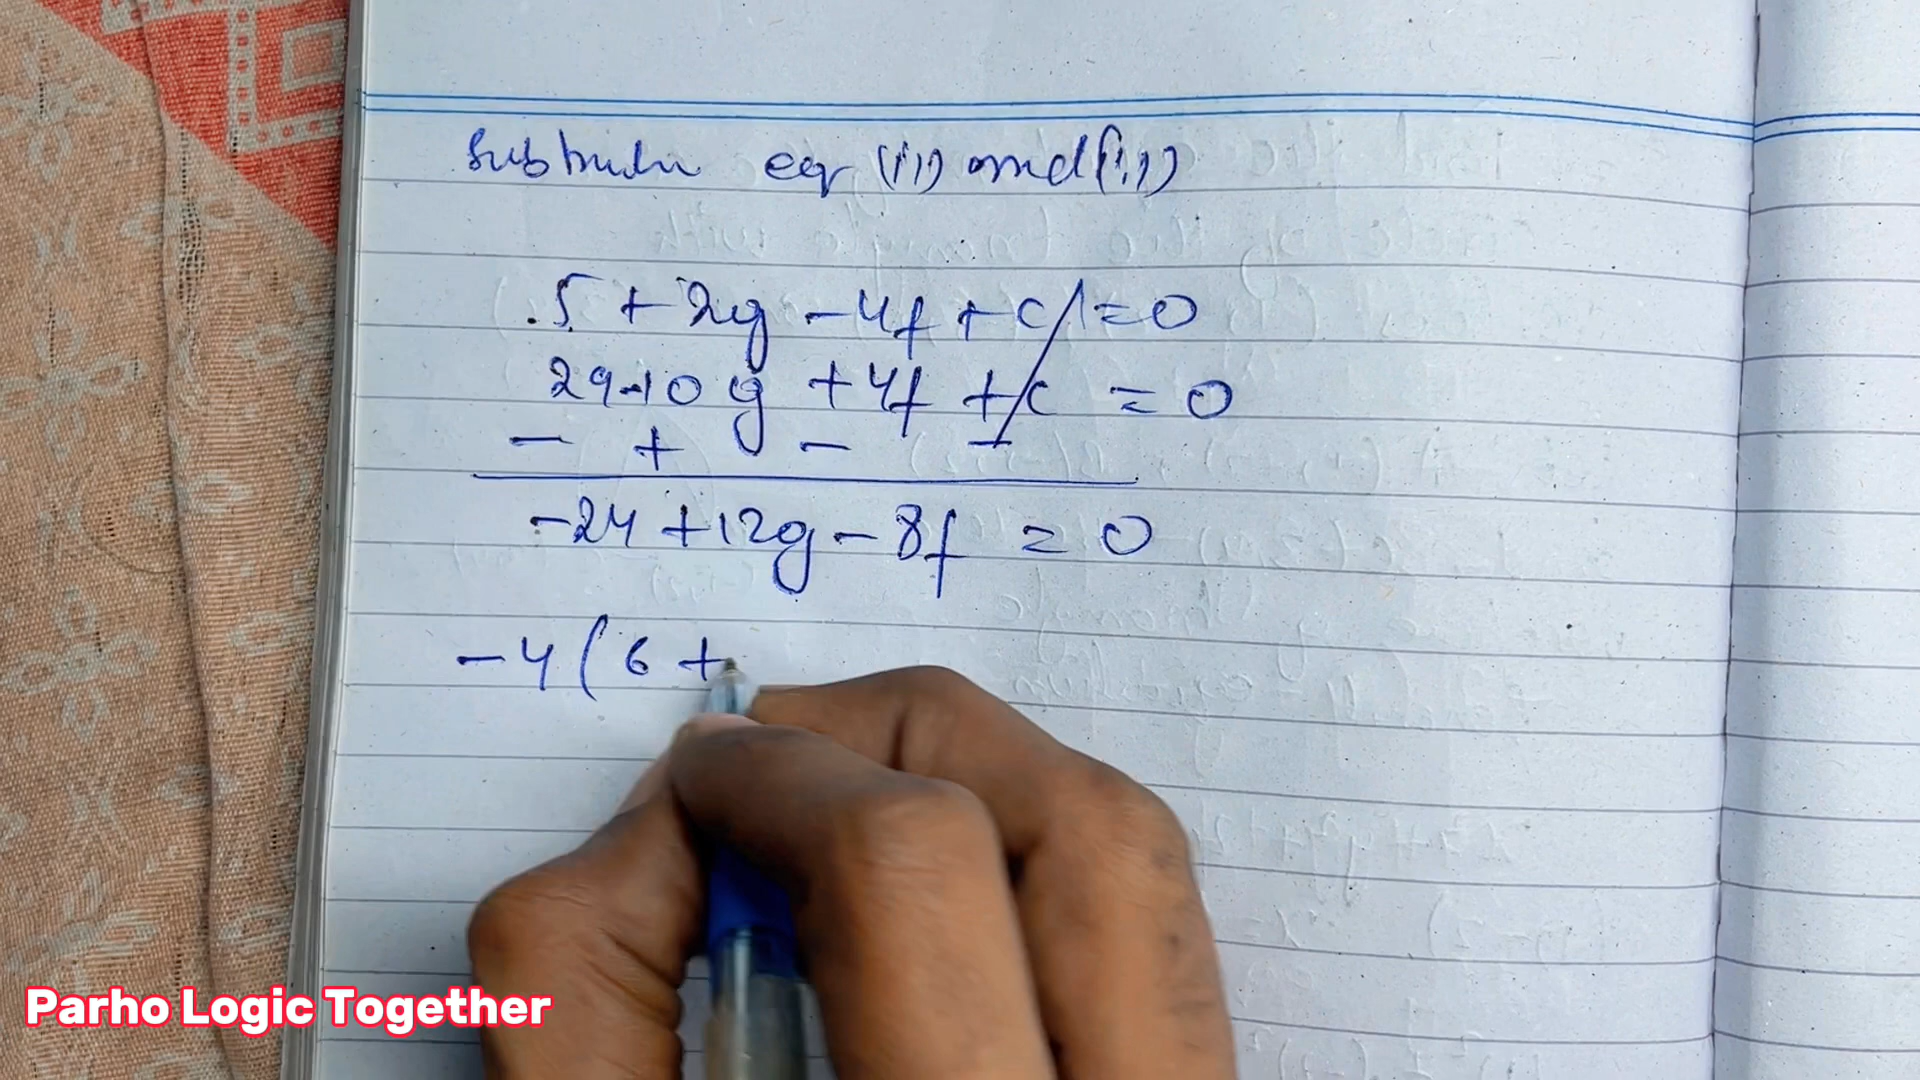 eq (ii) and (iii)
5 + 2g - 4f + c = 0
29-10g + 4f + c = 0
- + - -
-24 + 12g - 8f = 0
-4 ( 6 +
Parho Logic Together